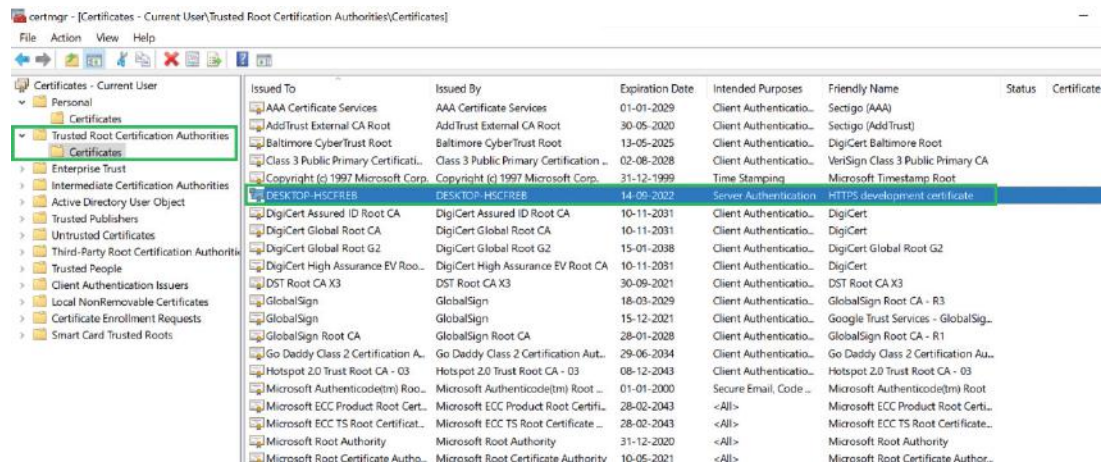 certmgr - [Certificates - Current User\Trusted Root Certification Authorities\Certificates]
File Action View Help
Certificates - Current User
Personal
Certificates
Trusted Root Certification Authorities
Certificates
Enterprise Trust
Intermediate Certification Authorities
Active Directory User Object
Trusted Publishers
Untrusted Certificates
Third-Party Root Certification Authoritie
Trusted People
Client Authentication Issuers
Local NonRemovable Certificates
Certificate Enrollment Requests
Smart Card Trusted Roots
Issued To Issued By Expiration Date Intended Purposes Friendly Name Status Certificate
AAA Certificate Services AAA Certificate Services 01-01-2029 Client Authenticatio... Sectigo (AAA)
AddTrust External CA Root AddTrust External CA Root 30-05-2020 Client Authenticatio... Sectigo (AddTrust)
Baltimore CyberTrust Root Baltimore CyberTrust Root 13-05-2025 Client Authenticatio... DigiCert Baltimore Root
Class 3 Public Primary Certificati... Class 3 Public Primary Certification ... 02-08-2028 Client Authenticatio... VeriSign Class 3 Public Primary CA
Copyright (c) 1997 Microsoft Corp. Copyright (c) 1997 Microsoft Corp. 31-12-1999 Time Stamping Microsoft Timestamp Root
DESKTOP-HSCFREB DESKTOP-HSCFREB 14-09-2022 Server Authentication HTTPS development certificate
DigiCert Assured ID Root CA DigiCert Assured ID Root CA 10-11-2031 Client Authenticatio... DigiCert
DigiCert Global Root CA DigiCert Global Root CA 10-11-2031 Client Authenticatio... DigiCert
DigiCert Global Root G2 DigiCert Global Root G2 15-01-2038 Client Authenticatio... DigiCert Global Root G2
DigiCert High Assurance EV Roo... DigiCert High Assurance EV Root CA 10-11-2031 Client Authenticatio... DigiCert
DST Root CA X3 DST Root CA X3 30-09-2021 Client Authenticatio... DST Root CA X3
GlobalSign GlobalSign 18-03-2029 Client Authenticatio... GlobalSign Root CA - R3
GlobalSign GlobalSign 15-12-2021 Client Authenticatio... Google Trust Services - GlobalSig...
GlobalSign Root CA GlobalSign Root CA 28-01-2028 Client Authenticatio... GlobalSign Root CA - R1
Go Daddy Class 2 Certification A... Go Daddy Class 2 Certification Aut... 29-06-2034 Client Authenticatio... Go Daddy Class 2 Certification Au...
Hotspot 2.0 Trust Root CA - 03 Hotspot 2.0 Trust Root CA - 03 08-12-2043 Client Authenticatio... Hotspot 2.0 Trust Root CA - 03
Microsoft Authenticode(tm) Roo... Microsoft Authenticode(tm) Root ... 01-01-2000 Secure Email, Code ... Microsoft Authenticode(tm) Root
Microsoft ECC Product Root Cert... Microsoft ECC Product Root Certifi... 28-02-2043 <All> Microsoft ECC Product Root Certi...
Microsoft ECC TS Root Certificat... Microsoft ECC TS Root Certificate ... 28-02-2043 <All> Microsoft ECC TS Root Certificate...
Microsoft Root Authority Microsoft Root Authority 31-12-2020 <All> Microsoft Root Authority
Microsoft Root Certificate Autho... Microsoft Root Certificate Authority 10-05-2021 <All> Microsoft Root Certificate Author...